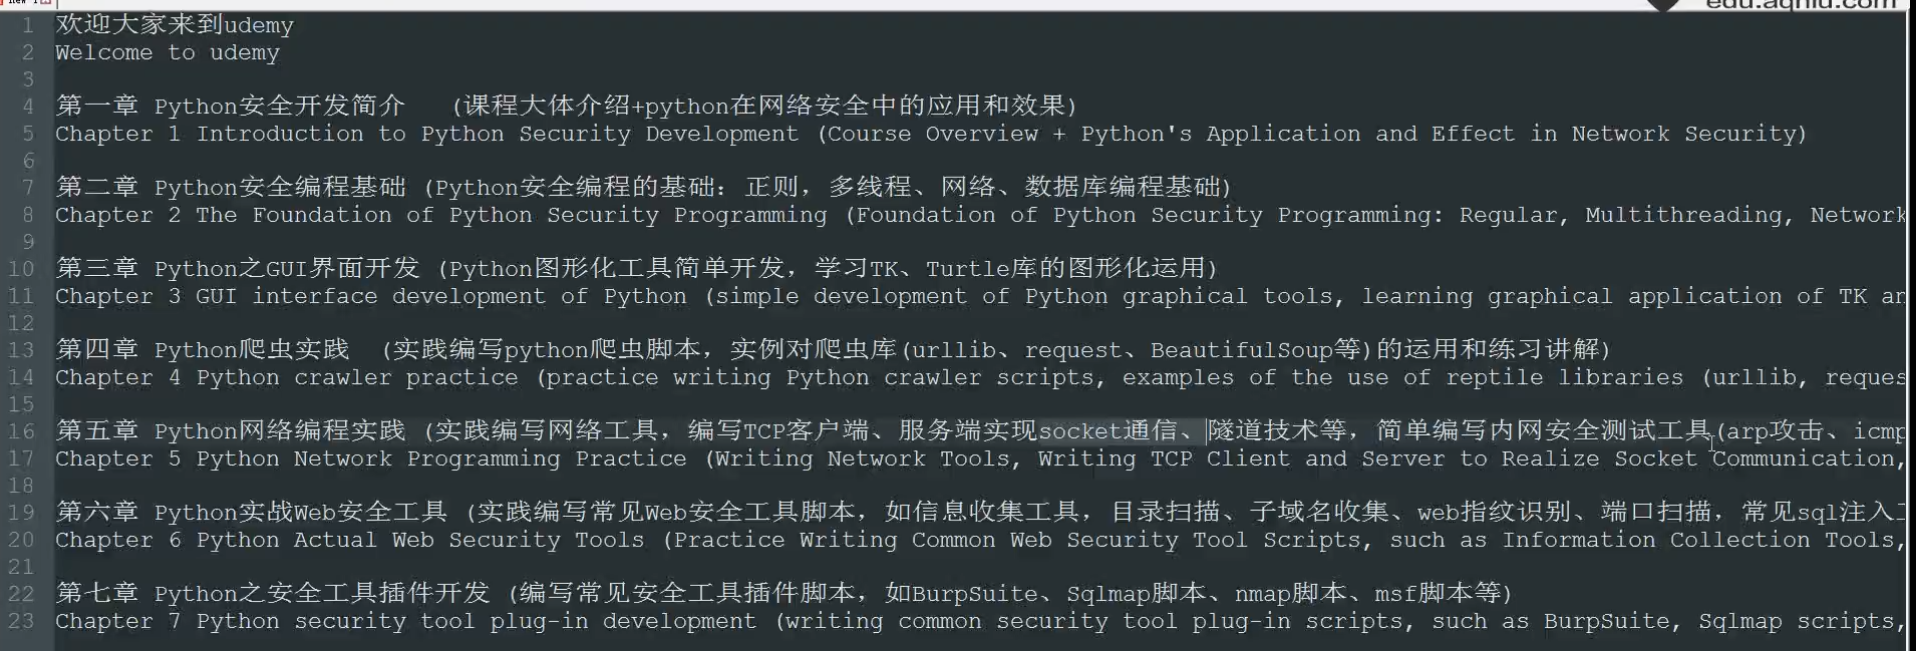 edu.aqniu.com
1 欢迎大家来到udemy
2 Welcome to udemy
3
4 第一章 Python安全开发简介 (课程大体介绍+python在网络安全中的应用和效果)
5 Chapter 1 Introduction to Python Security Development (Course Overview + Python's Application and Effect in Network Security)
6
7 第二章 Python安全编程基础 (Python安全编程的基础: 正则, 多线程、网络、数据库编程基础)
8 Chapter 2 The Foundation of Python Security Programming (Foundation of Python Security Programming: Regular, Multithreading, Network
9
10 第三章 Python之GUI界面开发 (Python图形化工具简单开发, 学习TK、Turtle库的图形化运用)
11 Chapter 3 GUI interface development of Python (simple development of Python graphical tools, learning graphical application of TK an
12
13 第四章 Python爬虫实践 (实践编写python爬虫脚本, 实例对爬虫库(urllib、request、BeautifulSoup等)的运用和练习讲解)
14 Chapter 4 Python crawler practice (practice writing Python crawler scripts, examples of the use of reptile libraries (urllib, reques
15
16 第五章 Python网络编程实践 (实践编写网络工具, 编写TCP客户端、服务端实现socket通信、隧道技术等, 简单编写内网安全测试工具(arp攻击、icmp
17 Chapter 5 Python Network Programming Practice (Writing Network Tools, Writing TCP Client and Server to Realize Socket Communication,
18
19 第六章 Python实战Web安全工具 (实践编写常见Web安全工具脚本, 如信息收集工具, 目录扫描、子域名收集、web指纹识别、端口扫描, 常见sql注入
20 Chapter 6 Python Actual Web Security Tools (Practice Writing Common Web Security Tool Scripts, such as Information Collection Tools,
21
22 第七章 Python之安全工具插件开发 (编写常见安全工具插件脚本, 如BurpSuite、Sqlmap脚本、nmap脚本、msf脚本等)
23 Chapter 7 Python security tool plug-in development (writing common security tool plug-in scripts, such as BurpSuite, Sqlmap scripts,